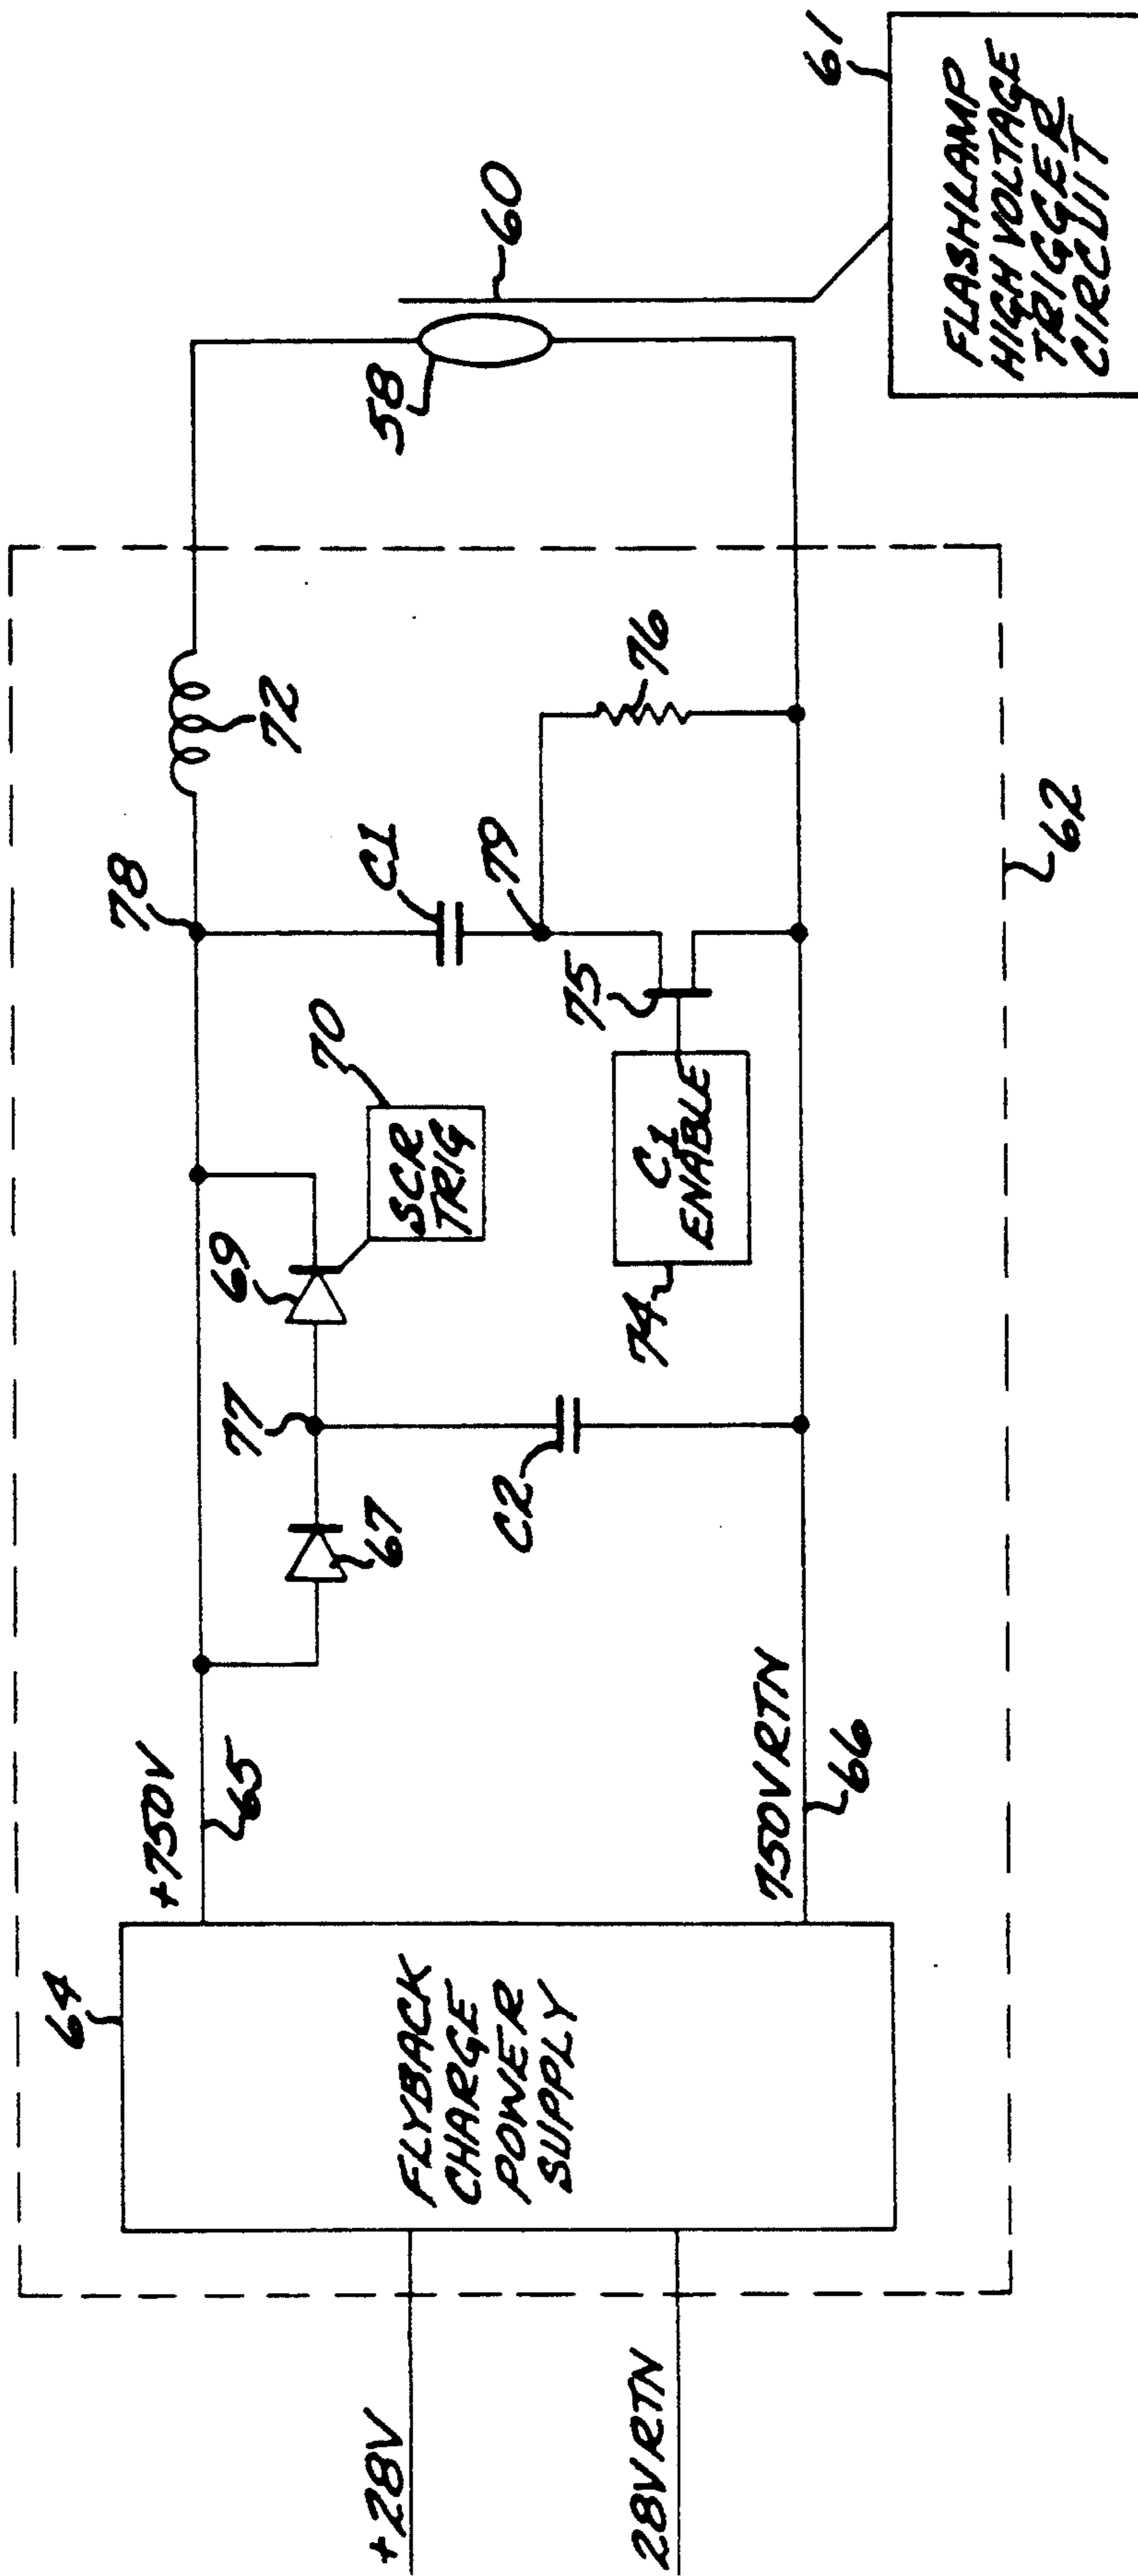 +28V
28V RTN
64
FLYBACK
CHARGE
POWER
SUPPLY
+750V
65
750V RTN
66
67
77
C2
69
70
SCR
TRIG
74
C1
ENABLE
75
78
C1
79
72
76
62
58
60
61
FLASHLAMP
HIGH VOLTAGE
TRIGGER
CIRCUIT